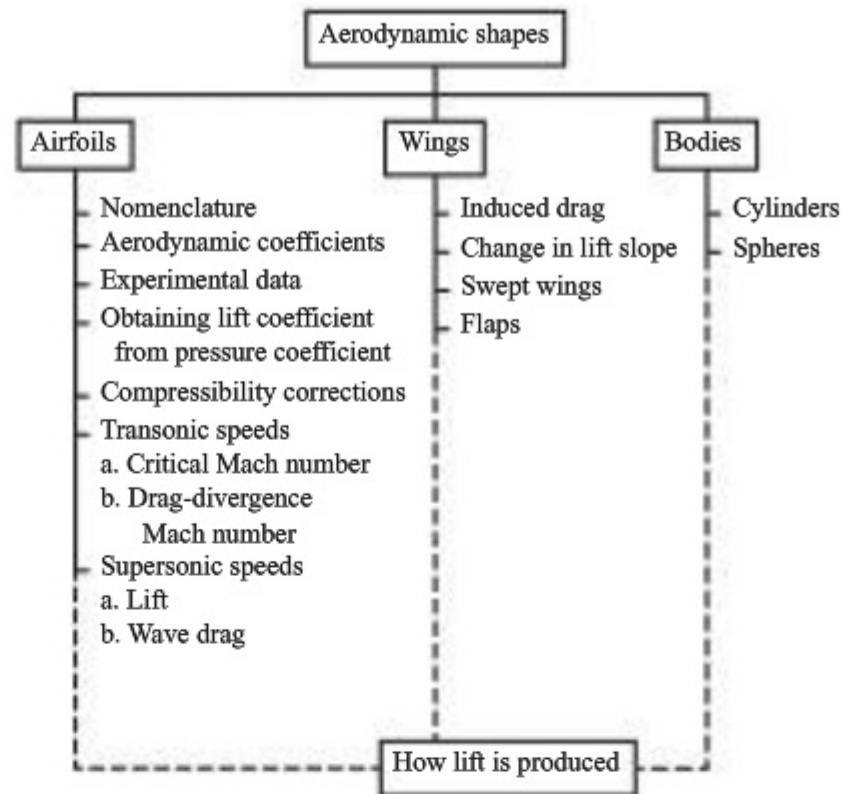 Aerodynamic shapes
Airfoils
Nomenclature
Aerodynamic coefficients
Experimental data
Obtaining lift coefficient
from pressure coefficient
Compressibility corrections
Transonic speeds
a. Critical Mach number
b. Drag-divergence
Mach number
Supersonic speeds
a. Lift
b. Wave drag
Wings
Induced drag
Change in lift slope
Swept wings
Flaps
Bodies
Cylinders
Spheres
How lift is produced